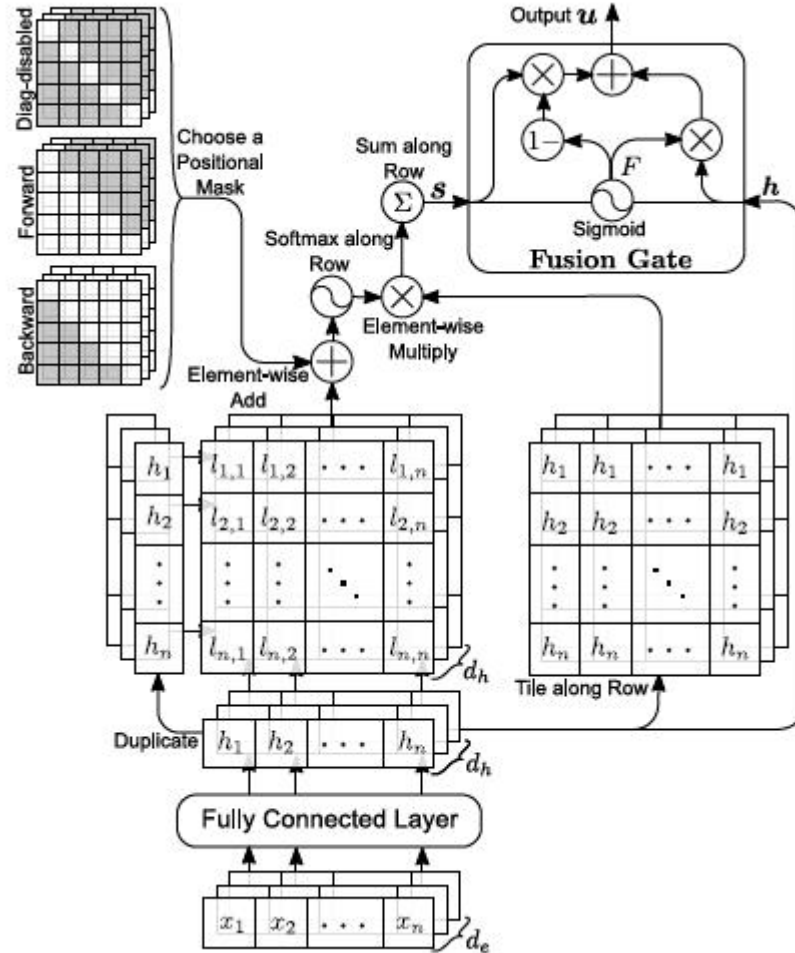 Output u
Diag-disabled
Forward
Backward
Choose a
Positional
Mask
Sum along
Row
Σ
s
1−
F
Sigmoid
h
Fusion Gate
Softmax along
Row
Element-wise
Multiply
Element-wise
Add
h₁
h₂
⋮
hₙ
l₁,₁ l₁,₂ · · · l₁,ₙ
l₂,₁ l₂,₂ · · · l₂,ₙ
⋮ ⋮ ⋱ ⋮
lₙ,₁ lₙ,₂ · · · lₙ,ₙ
dₕ
h₁ h₁ · · · h₁
h₂ h₂ · · · h₂
⋮ ⋮ ⋱ ⋮
hₙ hₙ · · · hₙ
Tile along Row
Duplicate
h₁ h₂ · · · hₙ
dₕ
Fully Connected Layer
x₁ x₂ · · · xₙ
dₑ